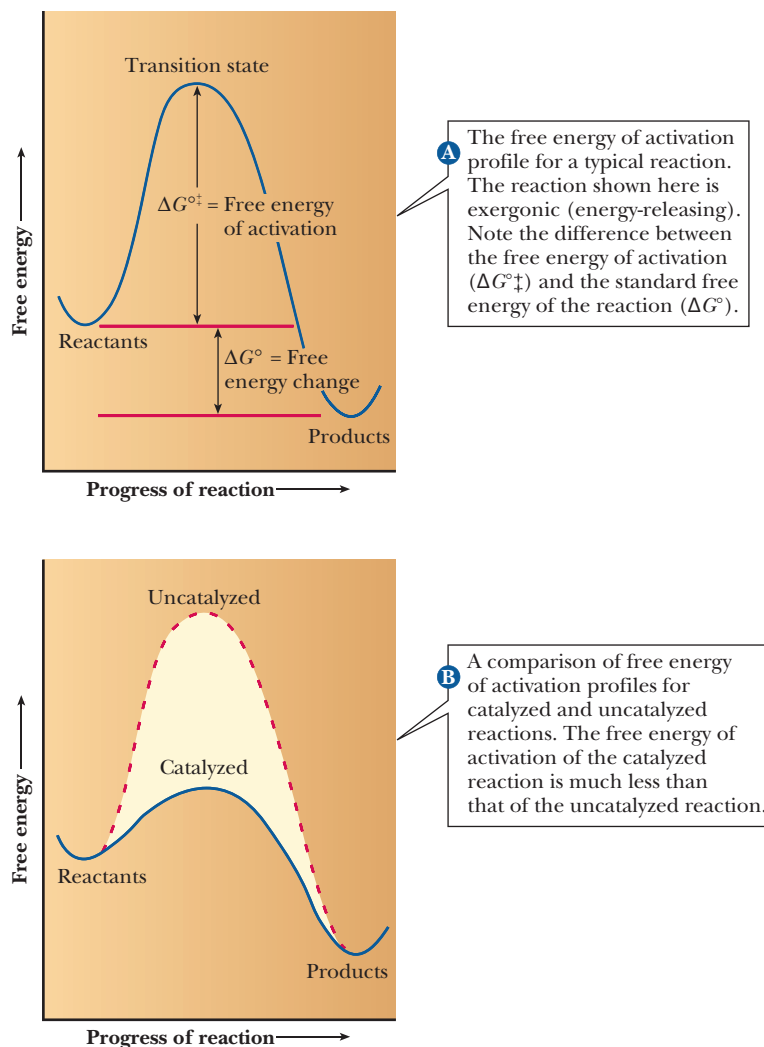 Transition state
Free energy
ΔG°‡ = Free energy
of activation
Reactants
ΔG° = Free
energy change
Products
Progress of reaction
A
The free energy of activation
profile for a typical reaction.
The reaction shown here is
exergonic (energy-releasing).
Note the difference between
the free energy of activation
(ΔG°‡) and the standard free
energy of the reaction (ΔG°).
Uncatalyzed
Free energy
Catalyzed
Reactants
Products
Progress of reaction
B
A comparison of free energy
of activation profiles for
catalyzed and uncatalyzed
reactions. The free energy of
activation of the catalyzed
reaction is much less than
that of the uncatalyzed reaction.